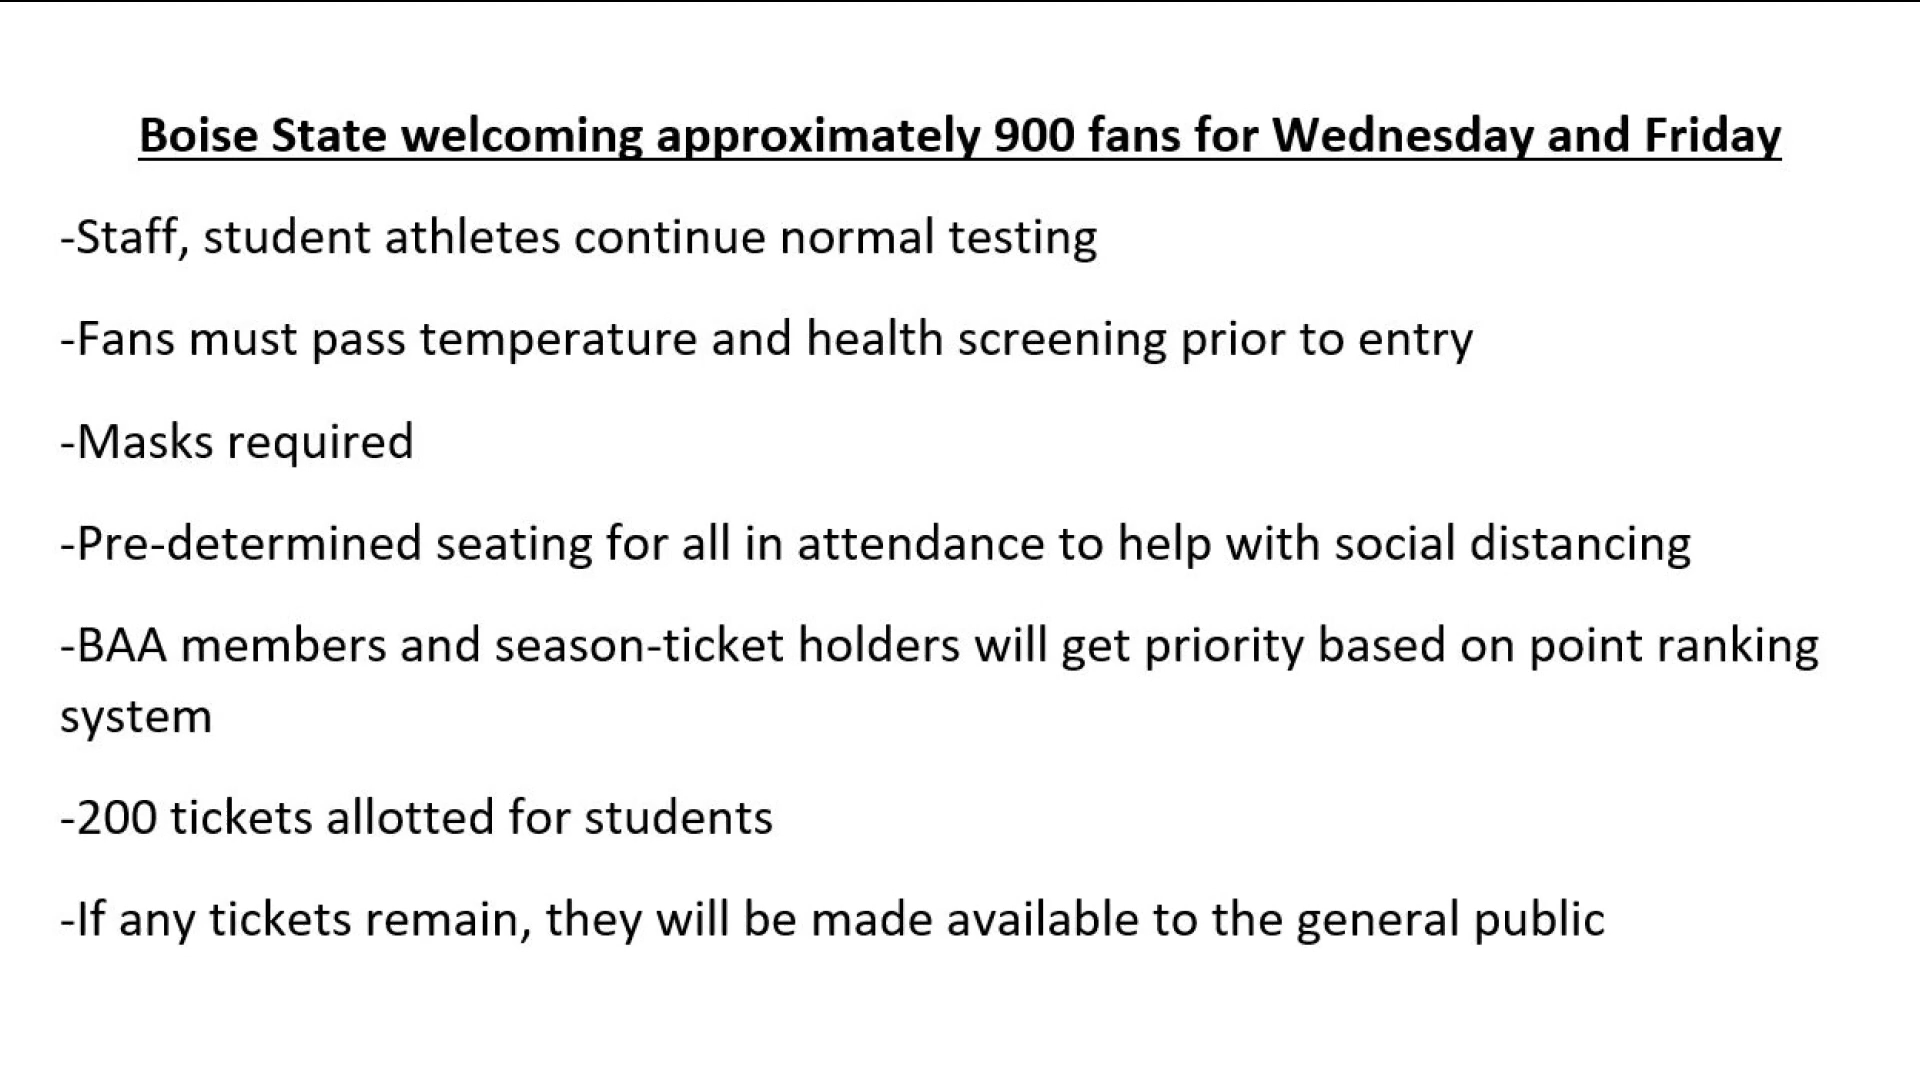 Boise State welcoming approximately 900 fans for Wednesday and Friday
-Staff, student athletes continue normal testing
-Fans must pass temperature and health screening prior to entry
-Masks required
-Pre-determined seating for all in attendance to help with social distancing
-BAA members and season-ticket holders will get priority based on point ranking
system
-200 tickets allotted for students
-If any tickets remain, they will be made available to the general public